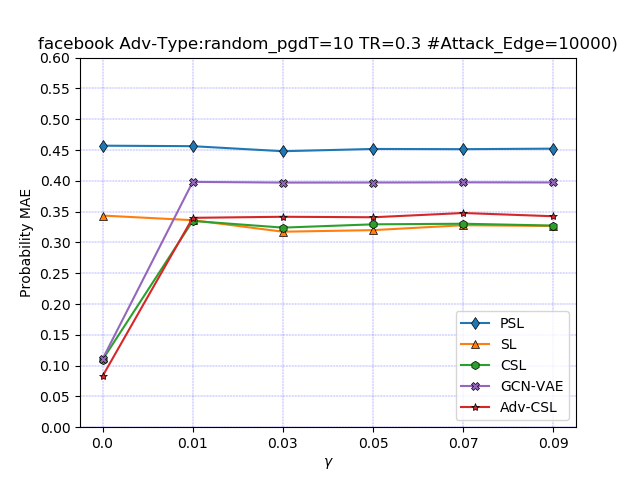 facebook Adv-Type:random_pgdT=10 TR=0.3 #Attack_Edge=10000)
0.60
0.55
0.50
0.45
0.40
0.35
0.30
0.25
0.20
0.15
0.10
0.05
0.00
Probability MAE
PSL
SL
CSL
GCN-VAE
Adv-CSL
0.0 0.01 0.03 0.05 0.07 0.09
γ